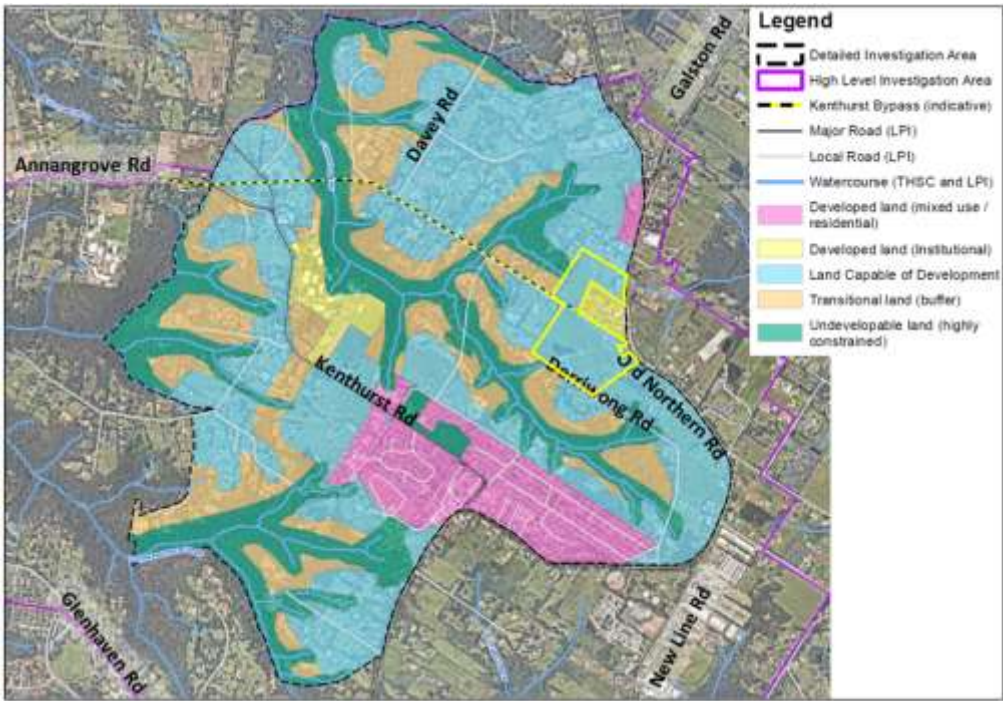 Legend
Detailed Investigation Area
High Level Investigation Area
Kenthurst Bypass (indicative)
Major Road (LPI)
Local Road (LPI)
Watercourse (THSC and LPI)
Developed land (mixed use /
residential)
Developed land (Institutional)
Land Capable of Development
Transitional land (buffer)
Undevelopable land (highly
constrained)
Galston Rd
Davey Rd
Annangrove Rd
Kenthurst Rd
Derriwong Rd
Old Northern Rd
New Line Rd
Glenhaven Rd